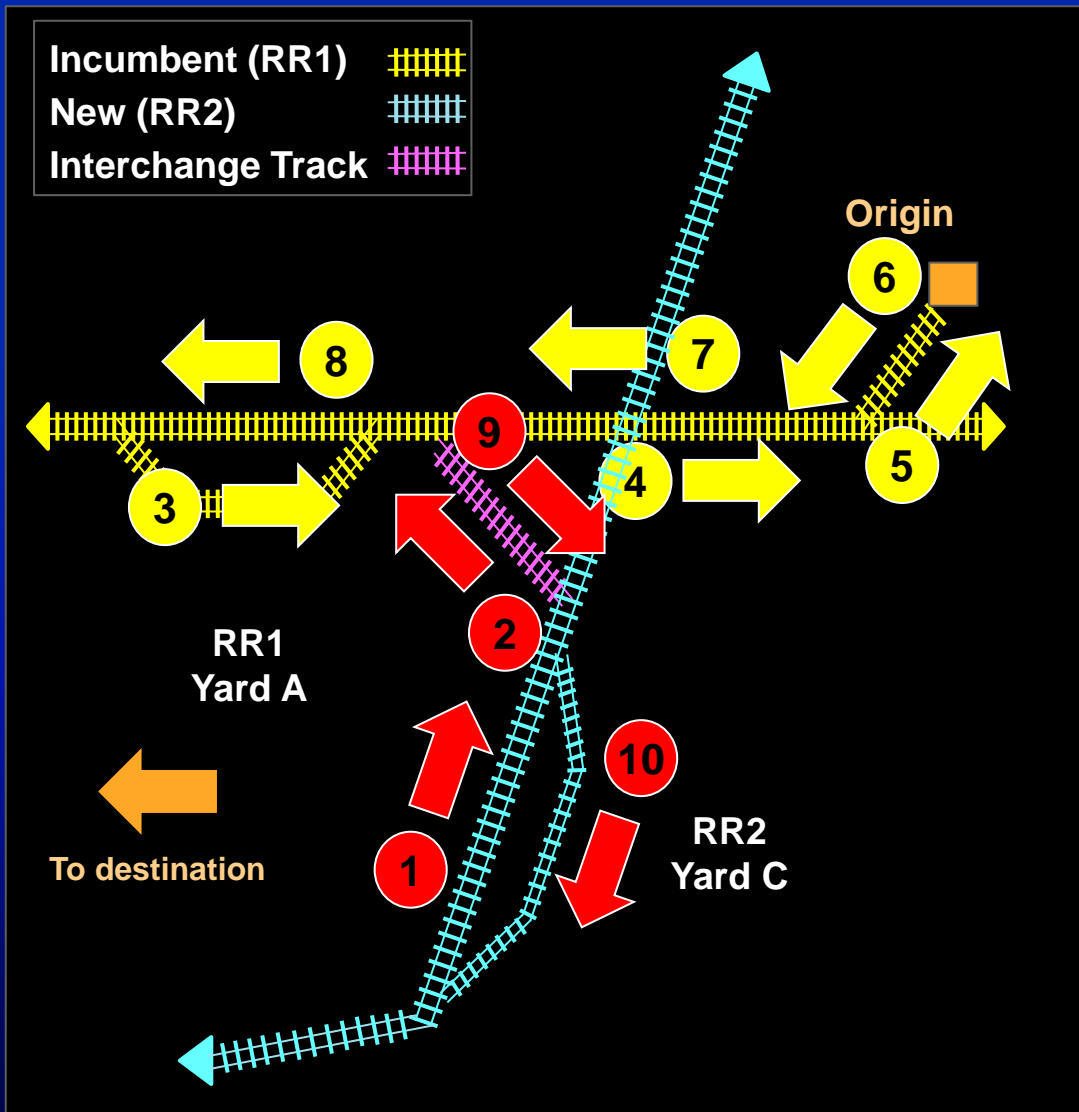 Incumbent (RR1)
New (RR2)
Interchange Track
Origin
6
7
8
9
4
5
3
2
RR1
Yard A
10
RR2
Yard C
1
To destination